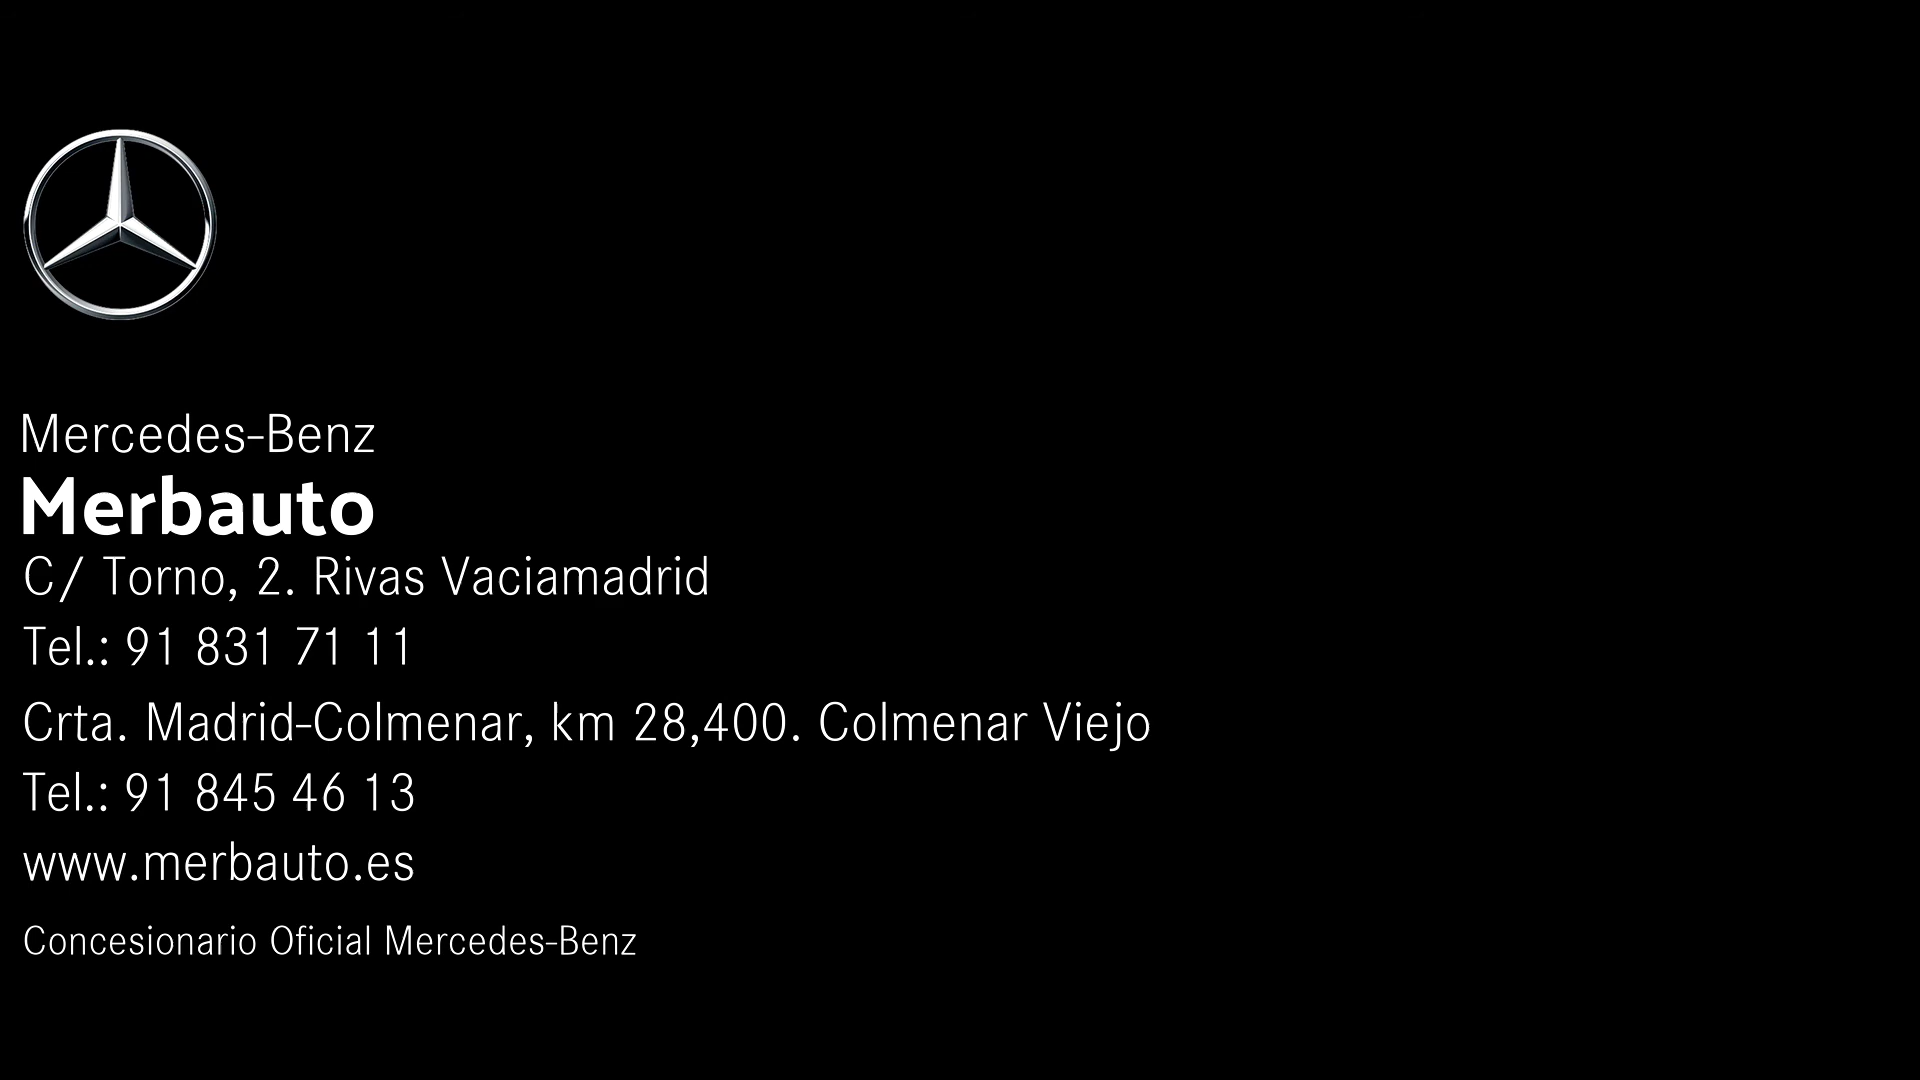 Mercedes-Benz
Merbauto
C/ Torno, 2. Rivas Vaciamadrid
Tel.: 91 831 71 11
Crta. Madrid-Colmenar, km 28,400. Colmenar Viejo
Tel.: 91 845 46 13
www.merbauto.es
Concesionario Oficial Mercedes-Benz